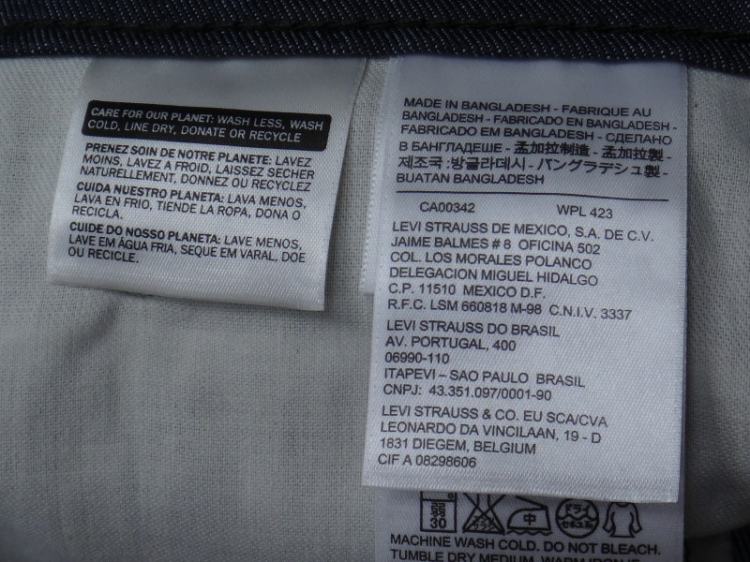 CARE FOR OUR PLANET: WASH LESS, WASH
COLD, LINE DRY, DONATE OR RECYCLE
PRENEZ SOIN DE NOTRE PLANETE: LAVEZ
MOINS, LAVEZ A FROID, LAISSEZ SECHER
NATURELLEMENT, DONNEZ OU RECYCLEZ
CUIDA NUESTRO PLANETA: LAVA MENOS,
LAVA EN FRIO, TIENDE LA ROPA, DONA O
RECICLA.
CUIDE DO NOSSO PLANETA: LAVE MENOS,
LAVE EM ÁGUA FRIA, SEQUE EM VARAL, DOE
OU RECICLE.
MADE IN BANGLADESH - FABRIQUE AU
BANGLADESH - FABRICADO EN BANGLADESH -
FABRICADO EM BANGLADESH - СДЕЛАНО
В БАНГЛАДЕШЕ - 孟加拉制造 - 孟加拉製 -
제조국 :방글라데시 - バングラデシュ製 -
BUATAN BANGLADESH
CA00342 WPL 423
LEVI STRAUSS DE MEXICO, S.A. DE C.V.
JAIME BALMES # 8 OFICINA 502
COL. LOS MORALES POLANCO
DELEGACION MIGUEL HIDALGO
C.P. 11510 MEXICO D.F.
R.F.C. LSM 660818 M-98 C.N.I.V. 3337
LEVI STRAUSS DO BRASIL
AV. PORTUGAL, 400
06990-110
ITAPEVI – SAO PAULO BRASIL
CNPJ: 43.351.097/0001-90
LEVI STRAUSS & CO. EU SCA/CVA
LEONARDO DA VINCILAAN, 19 - D
1831 DIEGEM, BELGIUM
CIF A 08298606
弱 30 中 ドライ
MACHINE WASH COLD. DO NOT BLEACH.
TUMBLE DRY MEDIUM. WARM IRON IF